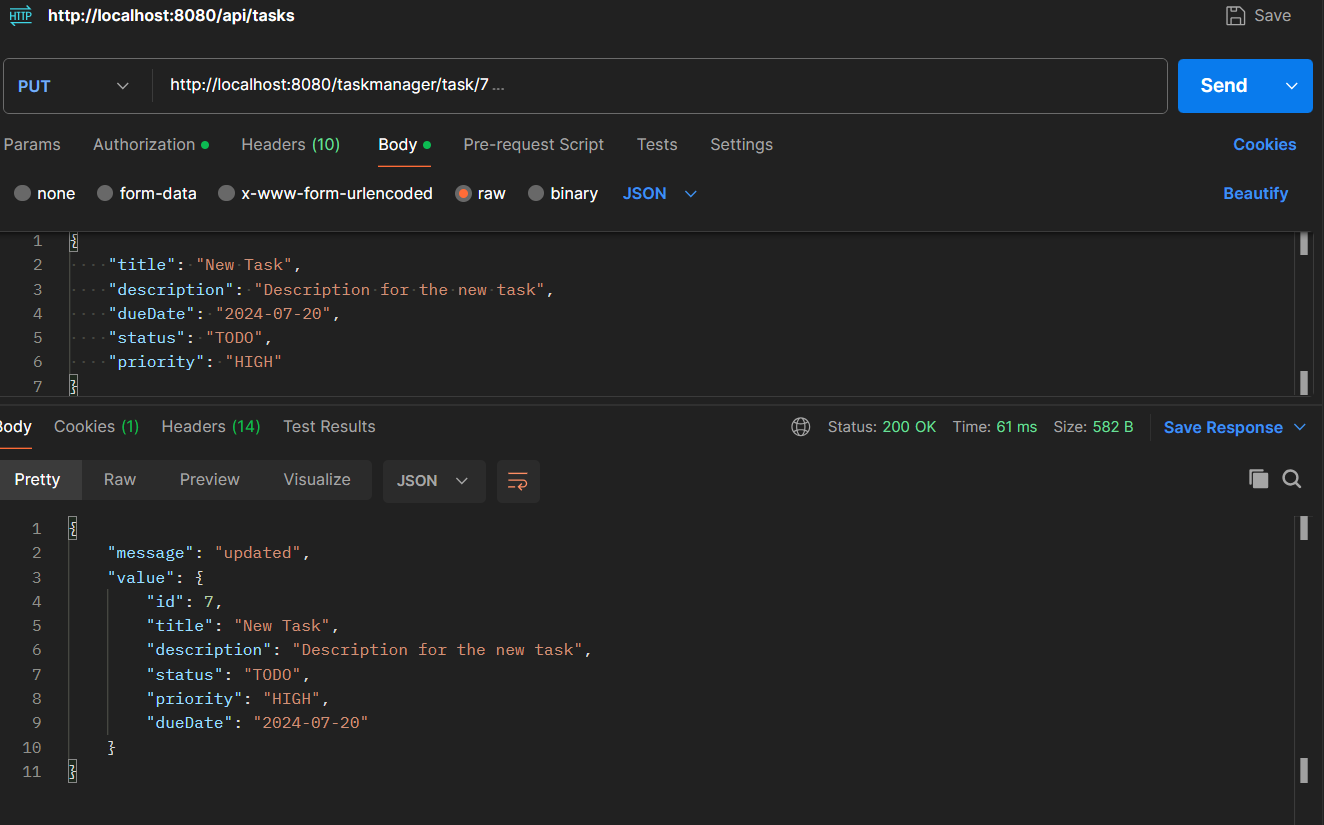 HTTP http://localhost:8080/api/tasks Save
PUT http://localhost:8080/taskmanager/task/7 ... Send
Params Authorization Headers (10) Body Pre-request Script Tests Settings Cookies
none form-data x-www-form-urlencoded raw binary JSON Beautify
1 {
2 ····"title":·"New·Task",
3 ····"description":·"Description·for·the·new·task",
4 ····"dueDate":·"2024-07-20",
5 ····"status":·"TODO",
6 ····"priority":·"HIGH"
7 }
Body Cookies (1) Headers (14) Test Results Status: 200 OK Time: 61 ms Size: 582 B Save Response
Pretty Raw Preview Visualize JSON
1 {
2     "message": "updated",
3     "value": {
4         "id": 7,
5         "title": "New Task",
6         "description": "Description for the new task",
7         "status": "TODO",
8         "priority": "HIGH",
9         "dueDate": "2024-07-20"
10     }
11 }